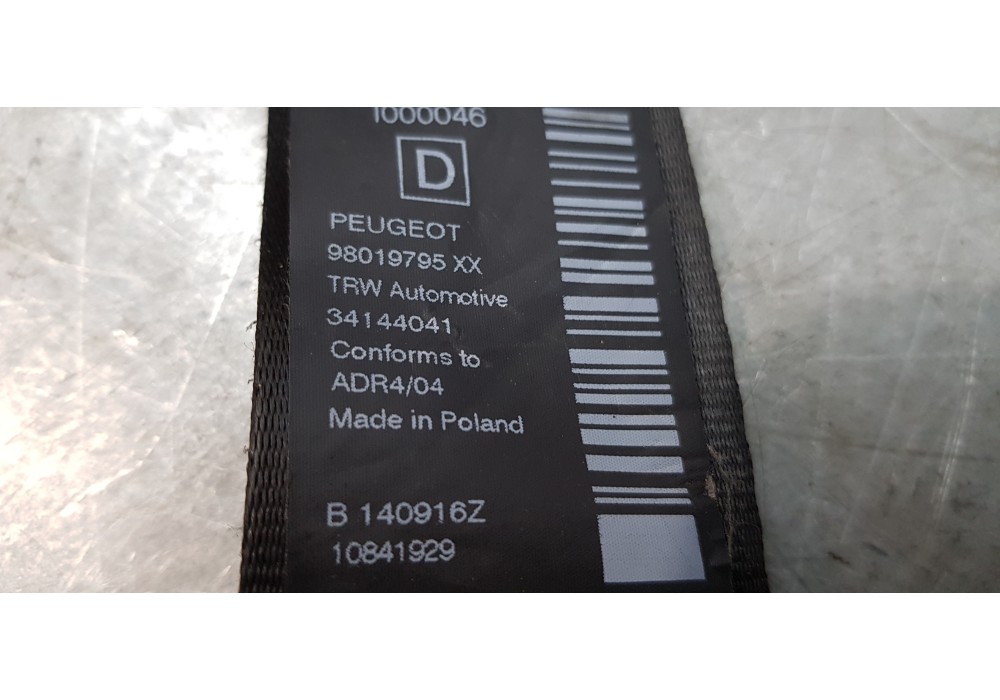 1000046
D
PEUGEOT
98019795 XX
TRW Automotive
34144041
Conforms to
ADR4/04
Made in Poland
B 140916Z
10841929